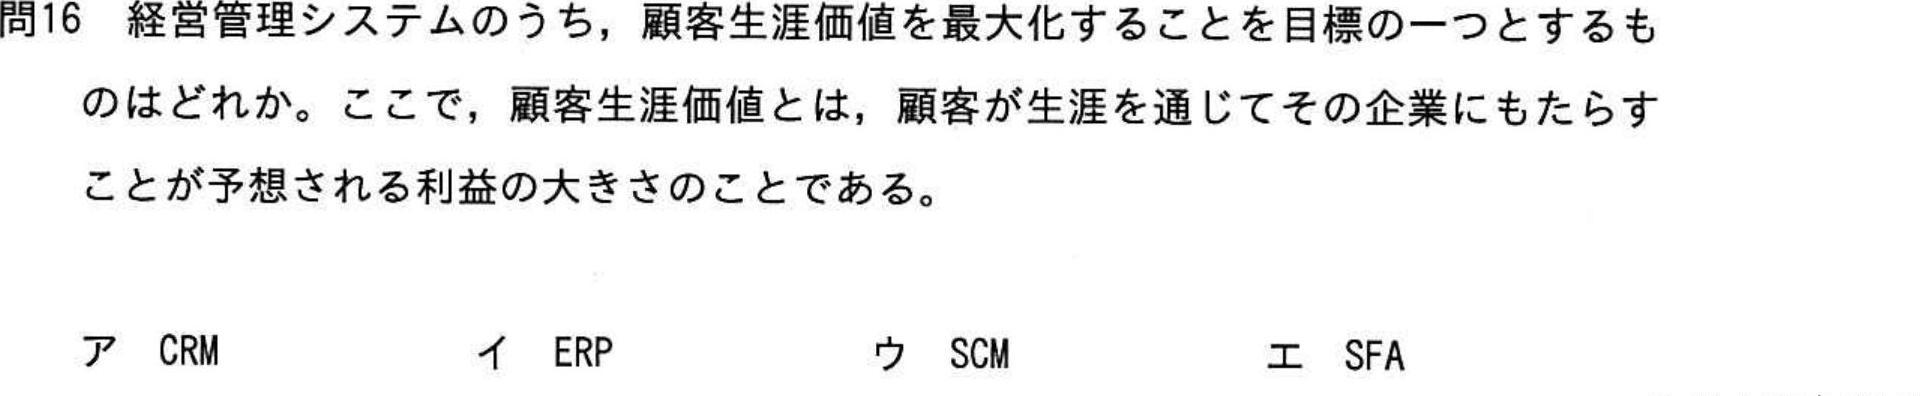 問16　経営管理システムのうち，顧客生涯価値を最大化することを目標の一つとするも
のはどれか。ここで，顧客生涯価値とは，顧客が生涯を通じてその企業にもたらす
ことが予想される利益の大きさのことである。
ア　CRM　イ　ERP　ウ　SCM　エ　SFA